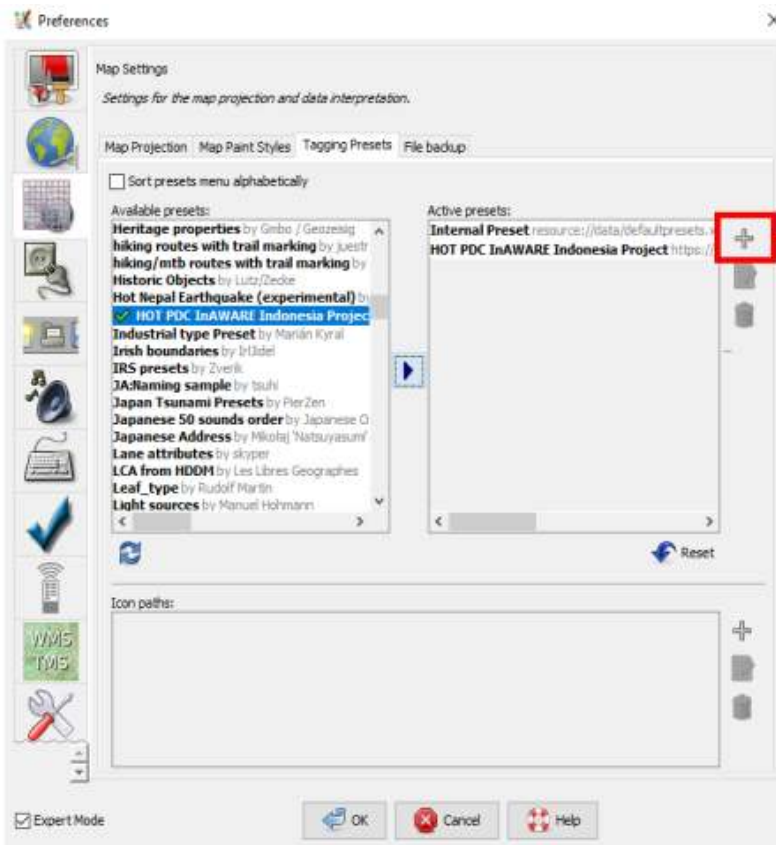 Preferences
Map Settings
Settings for the map projection and data interpretation.
Map Projection Map Paint Styles Tagging Presets File backup
Sort presets menu alphabetically
Available presets:
Heritage properties by Gmbo / Geozeisig
hiking routes with trail marking by juestr
hiking/mtb routes with trail marking by
Historic Objects by Lutz/Zecke
Hot Nepal Earthquake (experimental)
HOT PDC InAWARE Indonesia Projec
Industrial type Preset by Marián Kyral
Irish boundaries by
IRS presets by Zverik
JA:Naming sample by tsuhi
Japan Tsunami Presets by PierZen
Japanese 50 sounds order by Japanese O
Japanese Address by Mikołaj 'Natsuyasumi'
Lane attributes by skyper
LCA from HDDM by Les Libres Geographes
Leaf_type by Rudolf Martin
Light sources by Manuel Hohmann
Active presets:
Internal Preset resource://data/defaultpresets.
HOT PDC InAWARE Indonesia Project https://
Reset
Icon paths:
WMS
TMS
Expert Mode
OK
Cancel
Help